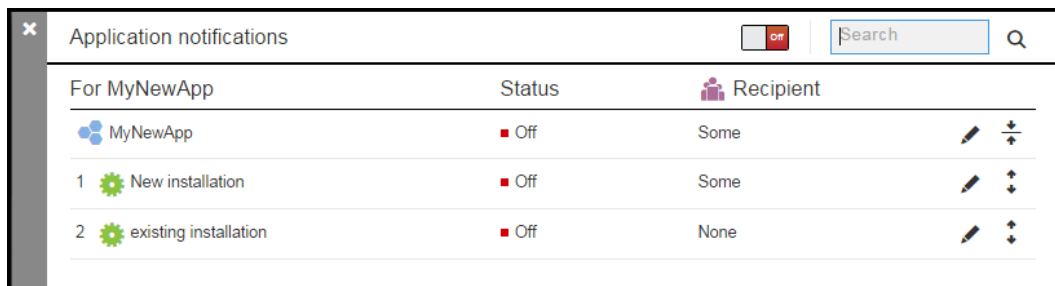 Application notifications Off Search
For MyNewApp Status Recipient
MyNewApp Off Some
1 New installation Off Some
2 existing installation Off None